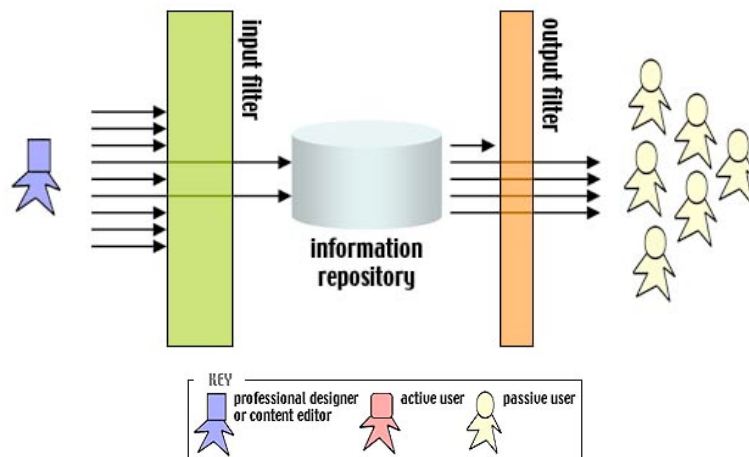 input filter
output filter
information
repository
KEY
professional designer
or content editor
active user
passive user